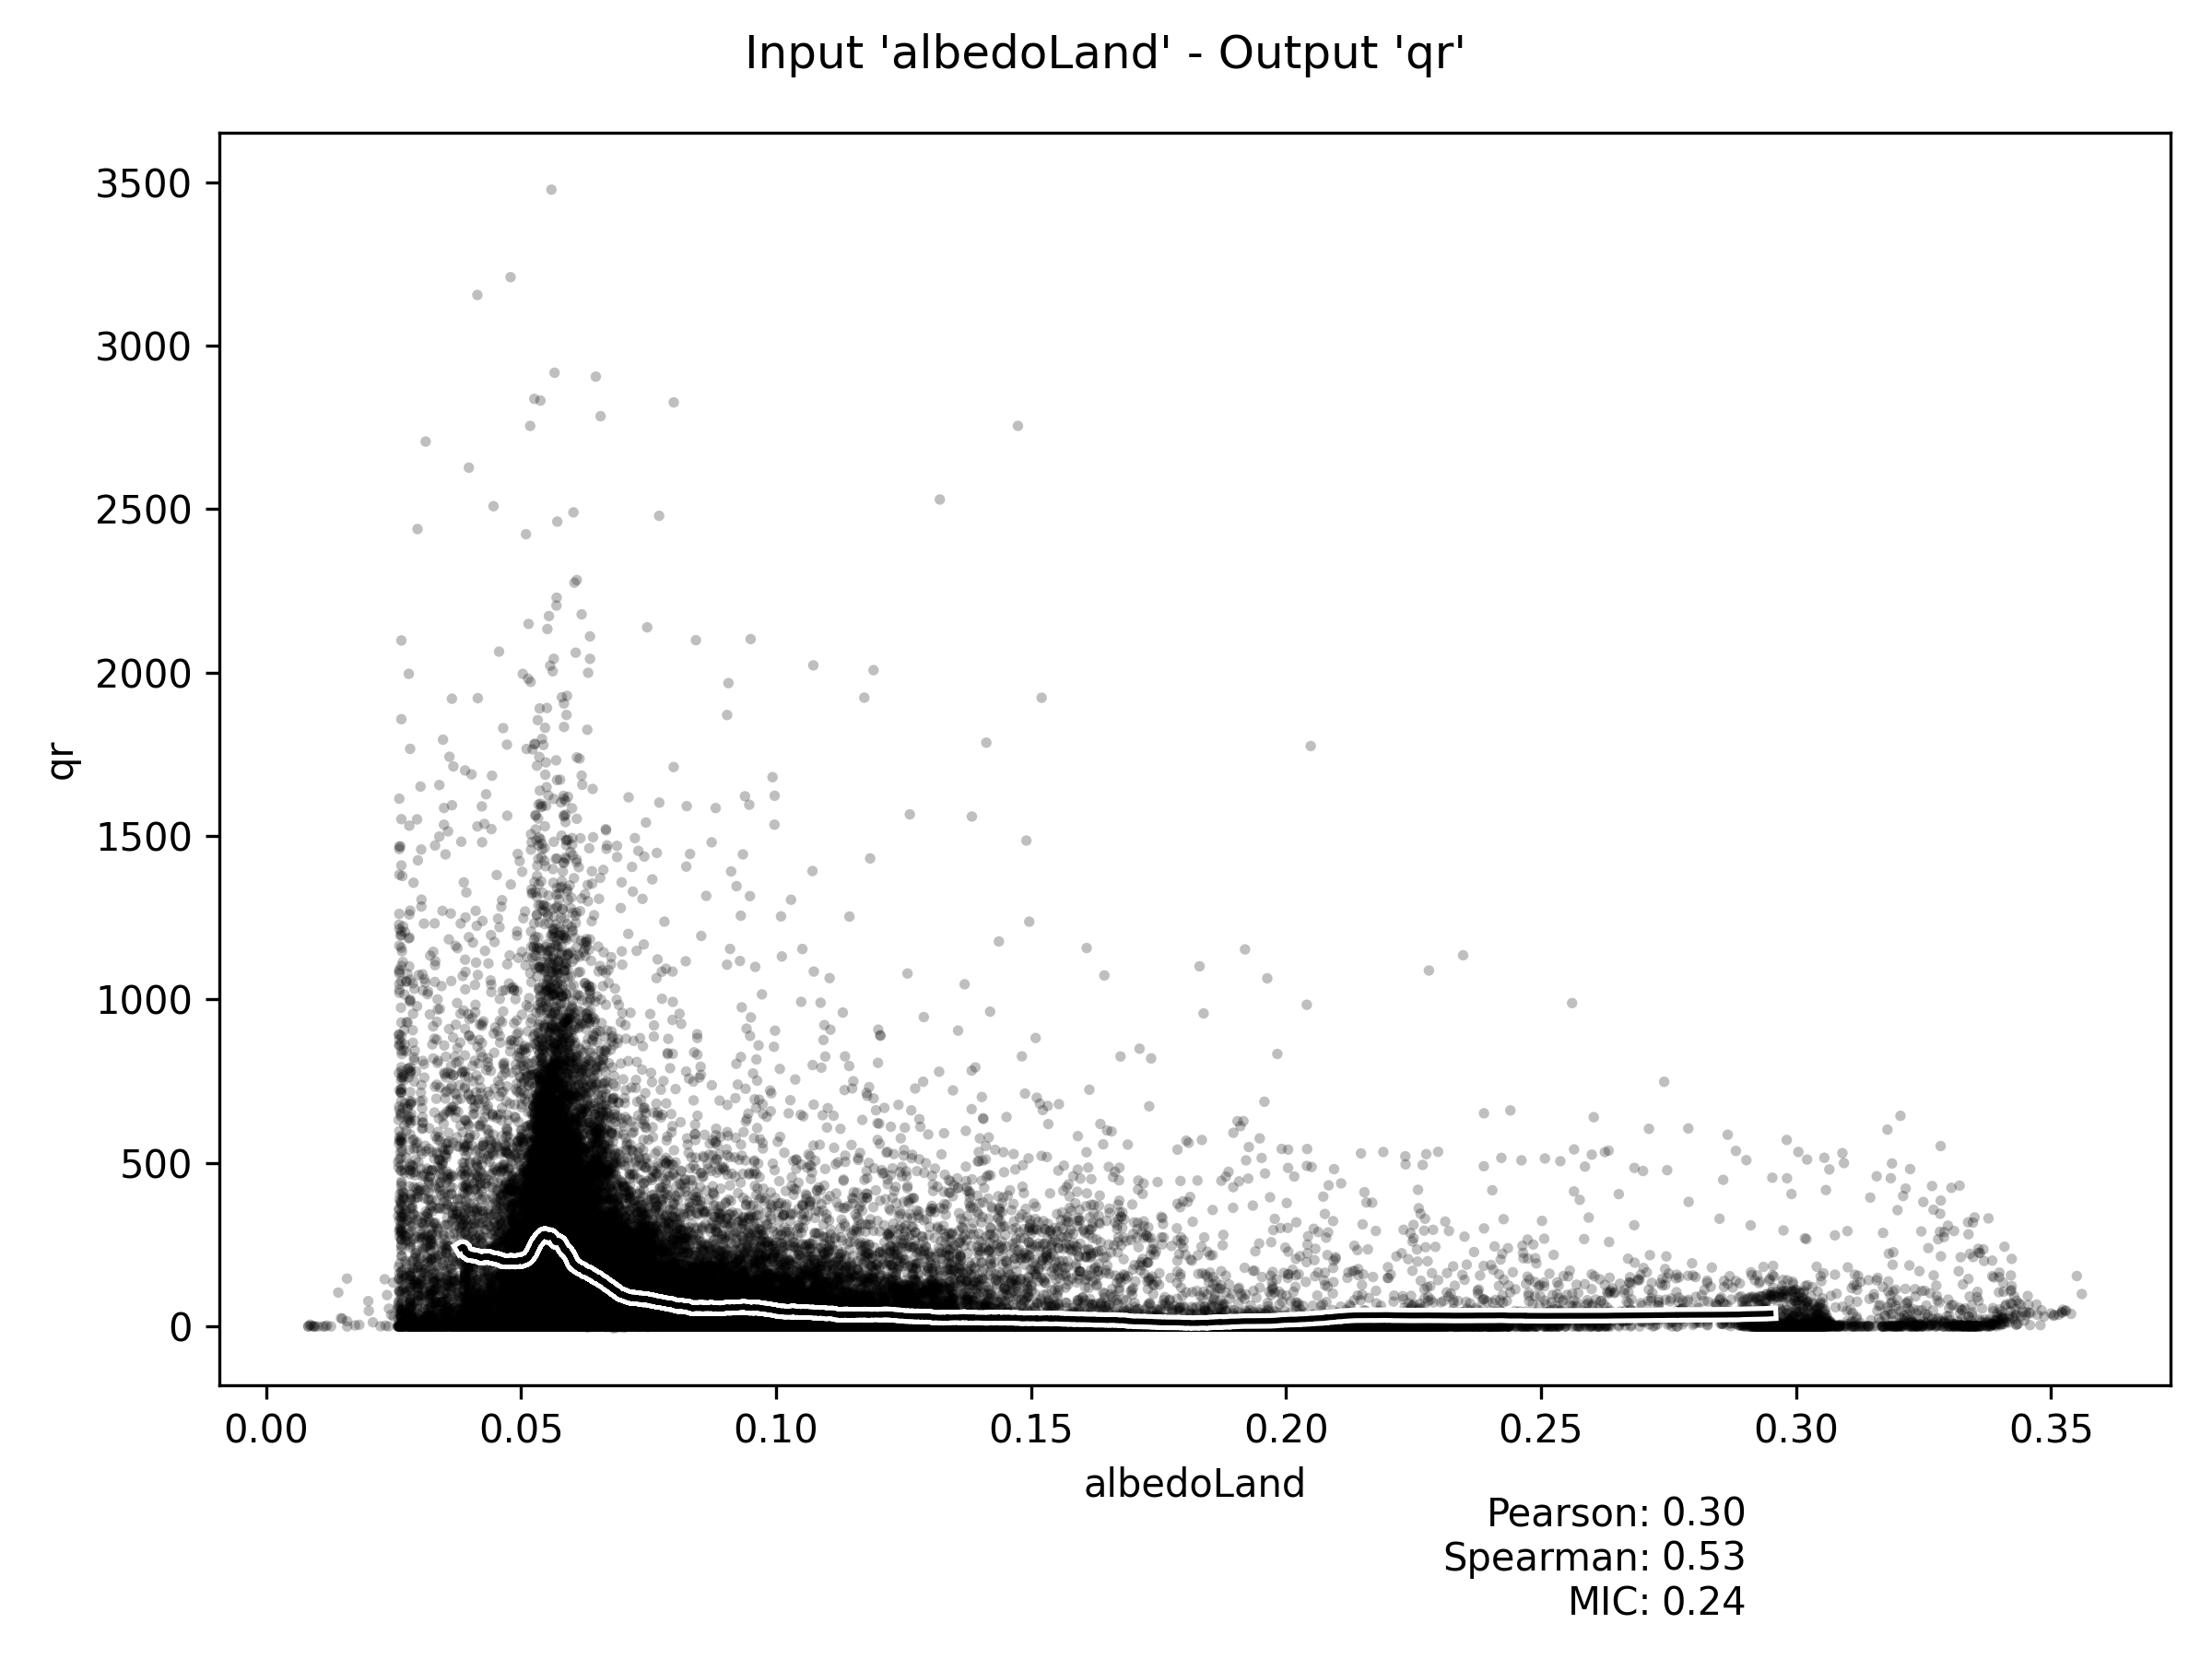 Input 'albedoLand' - Output 'qr'
3500
3000
2500
2000
1500
1000
500
0
qr
0.00 0.05 0.10 0.15 0.20 0.25 0.30 0.35
albedoLand
Pearson: 0.30
Spearman: 0.53
MIC: 0.24